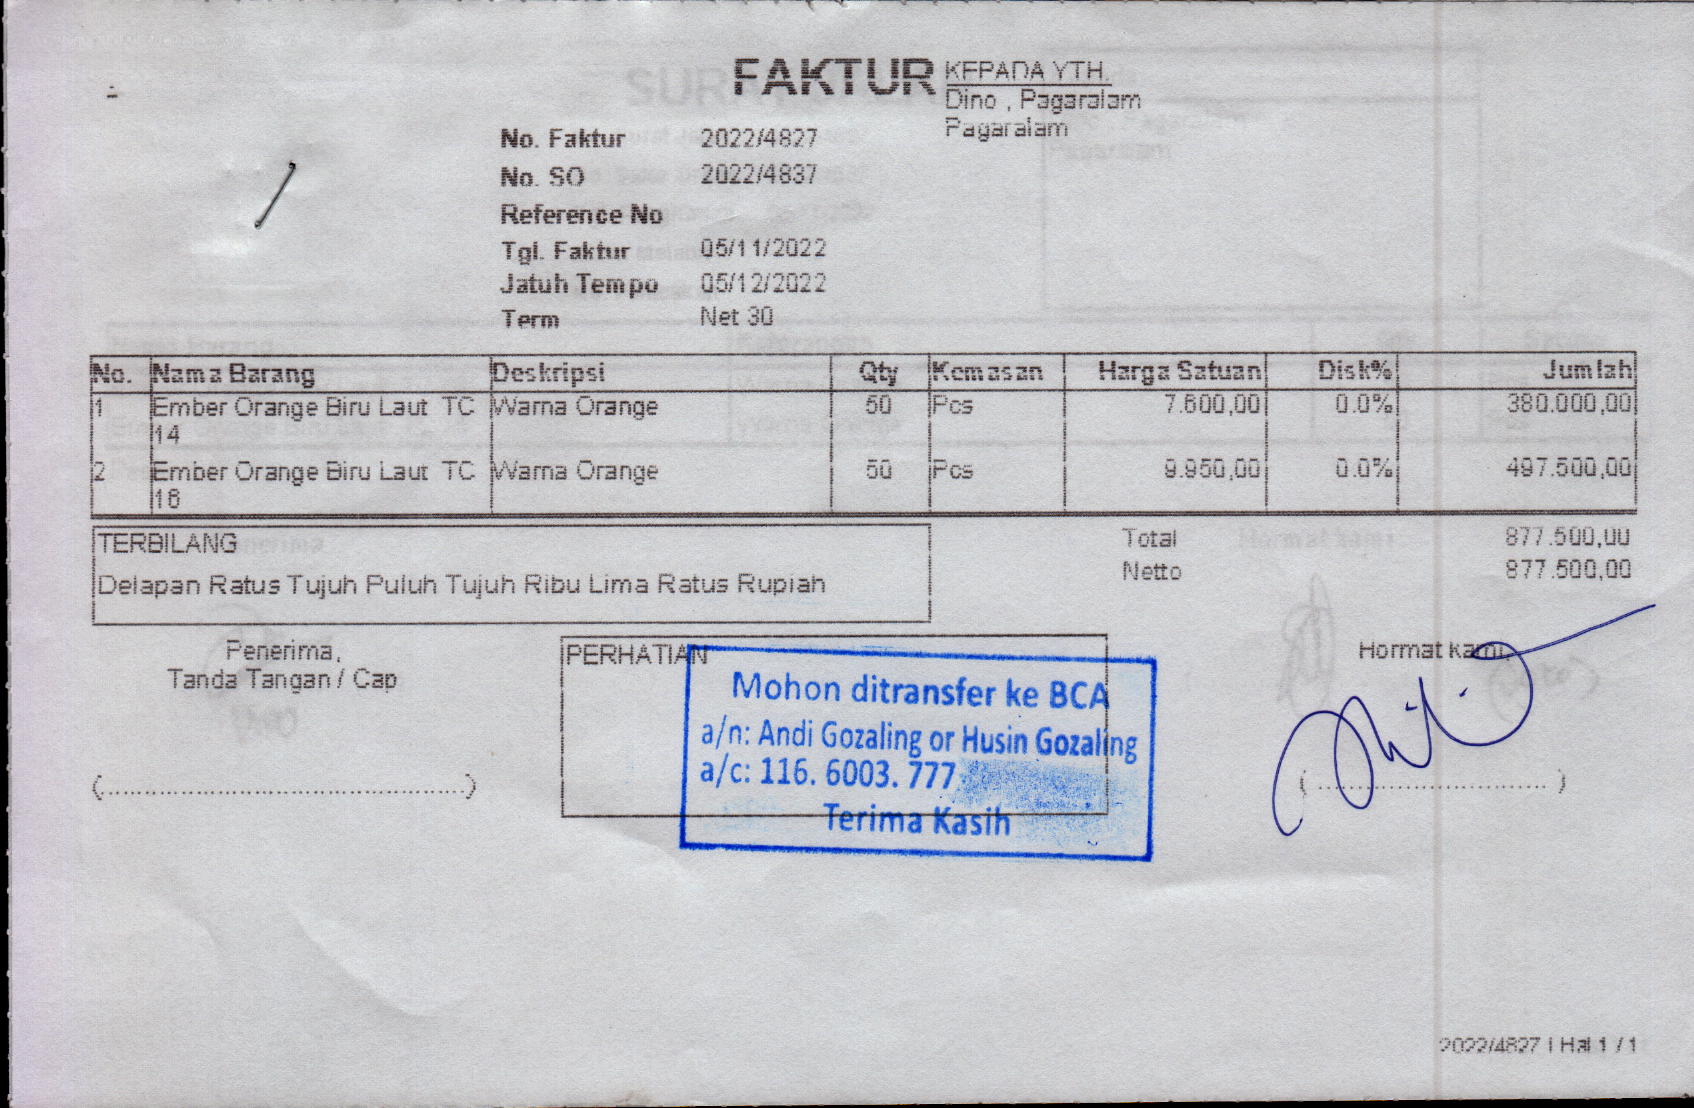 FAKTUR
KEPADA YTH.
Dino , Pagaralam
Pagaralam
No. Faktur 2022/4827
No. SO 2022/4837
Reference No
Tgl. Faktur 05/11/2022
Jatuh Tempo 05/12/2022
Term Net 30
No. Nama Barang Deskripsi Qty Kemasan Harga Satuan Disk% Jumlah
1 Ember Orange Biru Laut TC Warna Orange 50 Pcs 7.600,00 0.0% 380.000,00
14
2 Ember Orange Biru Laut TC Warna Orange 50 Pcs 9.950,00 0.0% 497.500,00
16
TERBILANG
Delapan Ratus Tujuh Puluh Tujuh Ribu Lima Ratus Rupiah
Total 877.500,00
Netto 877.500,00
Penerima,
Tanda Tangan / Cap
(..........................................)
PERHATIAN
Mohon ditransfer ke BCA
a/n: Andi Gozaling or Husin Gozaling
a/c: 116. 6003. 777
Terima Kasih
Hormat kami,
( .............................. )
2022/4827 | Hal 1 / 1